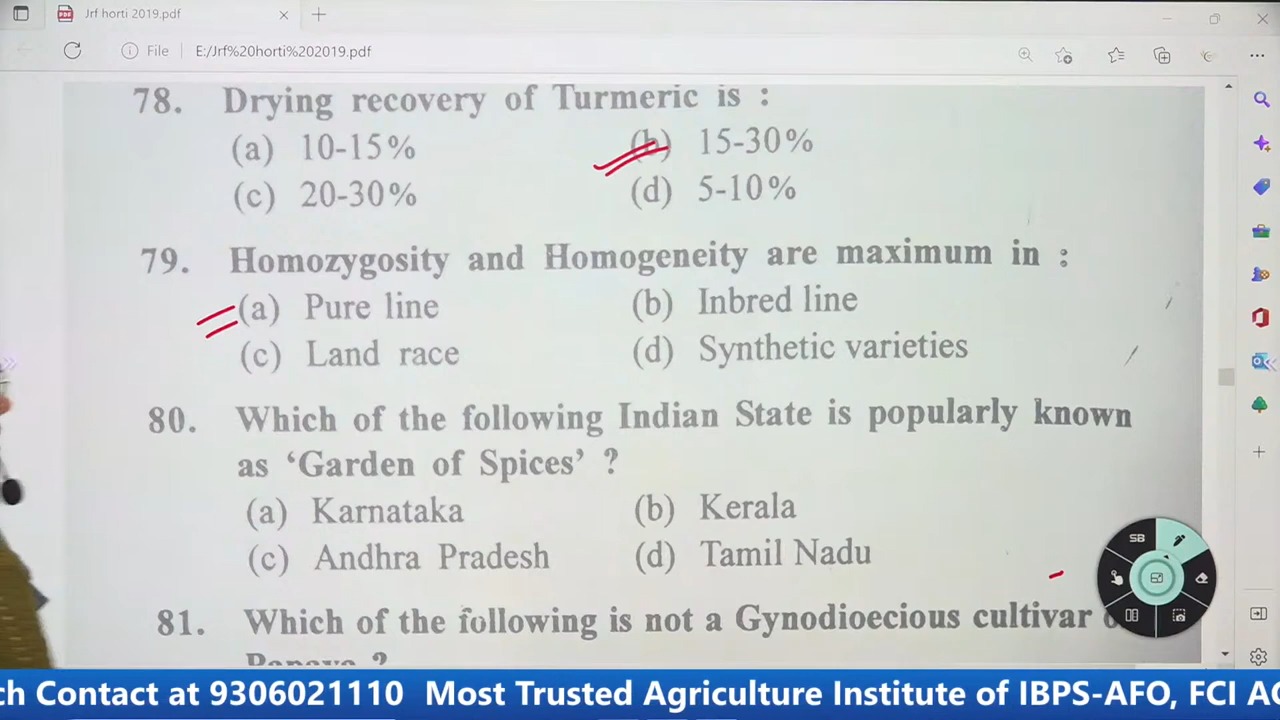 Jrf horti 2019.pdf
File E:/Jrf%20horti%202019.pdf
78. Drying recovery of Turmeric is :
(a) 10-15% (b) 15-30%
(c) 20-30% (d) 5-10%
79. Homozygosity and Homogeneity are maximum in :
(a) Pure line (b) Inbred line
(c) Land race (d) Synthetic varieties
80. Which of the following Indian State is popularly known
as ‘Garden of Spices’ ?
(a) Karnataka (b) Kerala
(c) Andhra Pradesh (d) Tamil Nadu
SB
81. Which of the following is not a Gynodioecious cultivar
Papaya ?
ch Contact at 9306021110 Most Trusted Agriculture Institute of IBPS-AFO, FCI AG